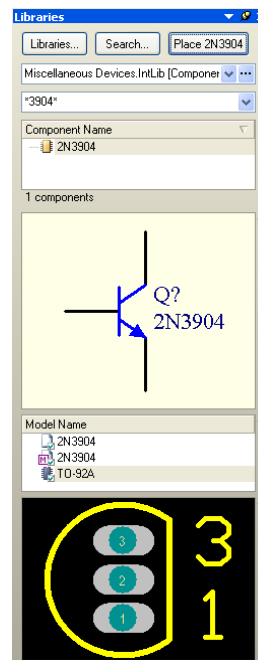 Libraries
Libraries... Search... Place 2N3904
Miscellaneous Devices.IntLib [Componer
*3904*
Component Name
2N3904
1 components
Q?
2N3904
Model Name
2N3904
M 2N3904
TO-92A
3 3
2
1 1